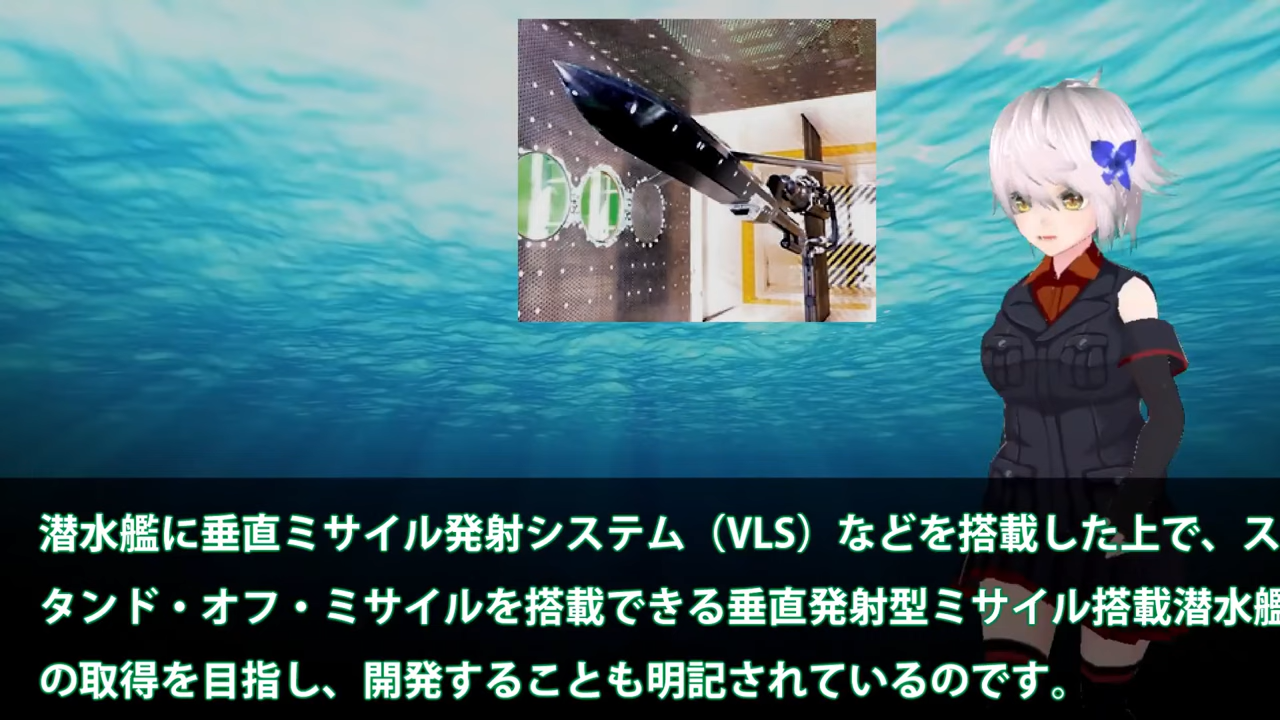 潜水艦に垂直ミサイル発射システム（VLS）などを搭載した上で、ス
タンド・オフ・ミサイルを搭載できる垂直発射型ミサイル搭載潜水艦
の取得を目指し、開発することも明記されているのです。